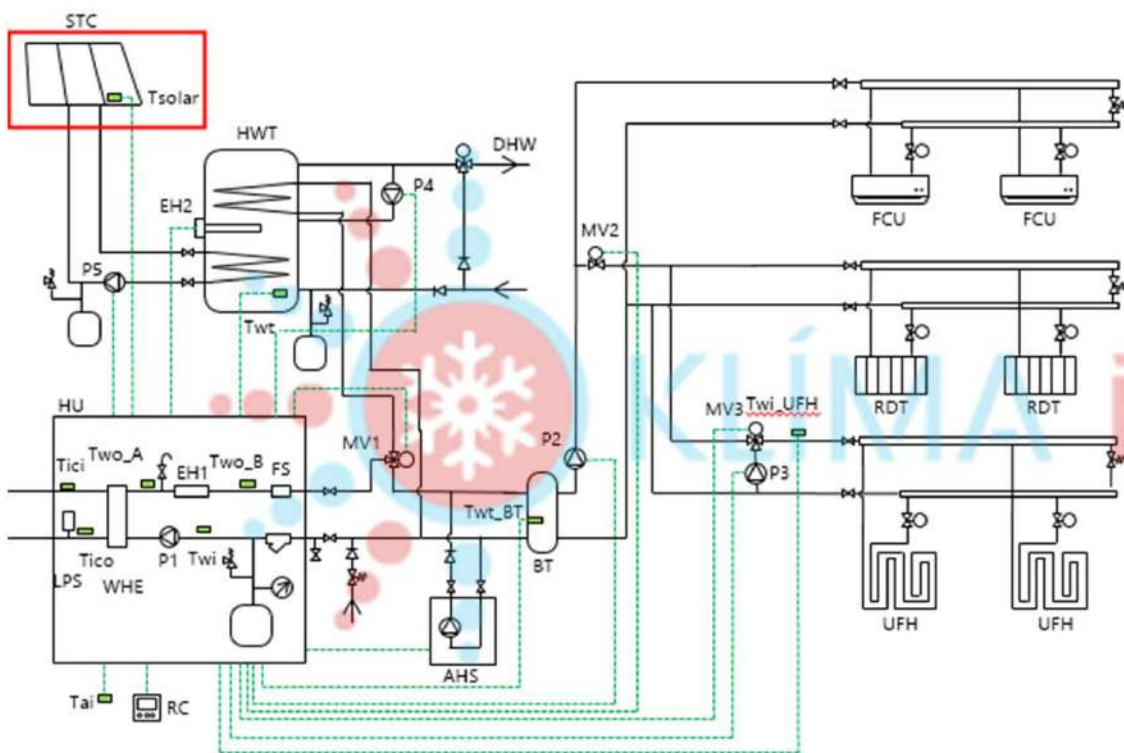 STC
Tsolar
HWT
DHW
P4
EH2
MV2
FCU
FCU
P5
Twt
KLÍMA i
RDT
RDT
HU
MV1
MV3
Twi_UFH
Two_A
Two_B
Tici
EH1
FS
P2
P3
Twt_BT
Tico
P1
Twi
BT
LPS
WHE
UFH
UFH
AHS
Tai
RC